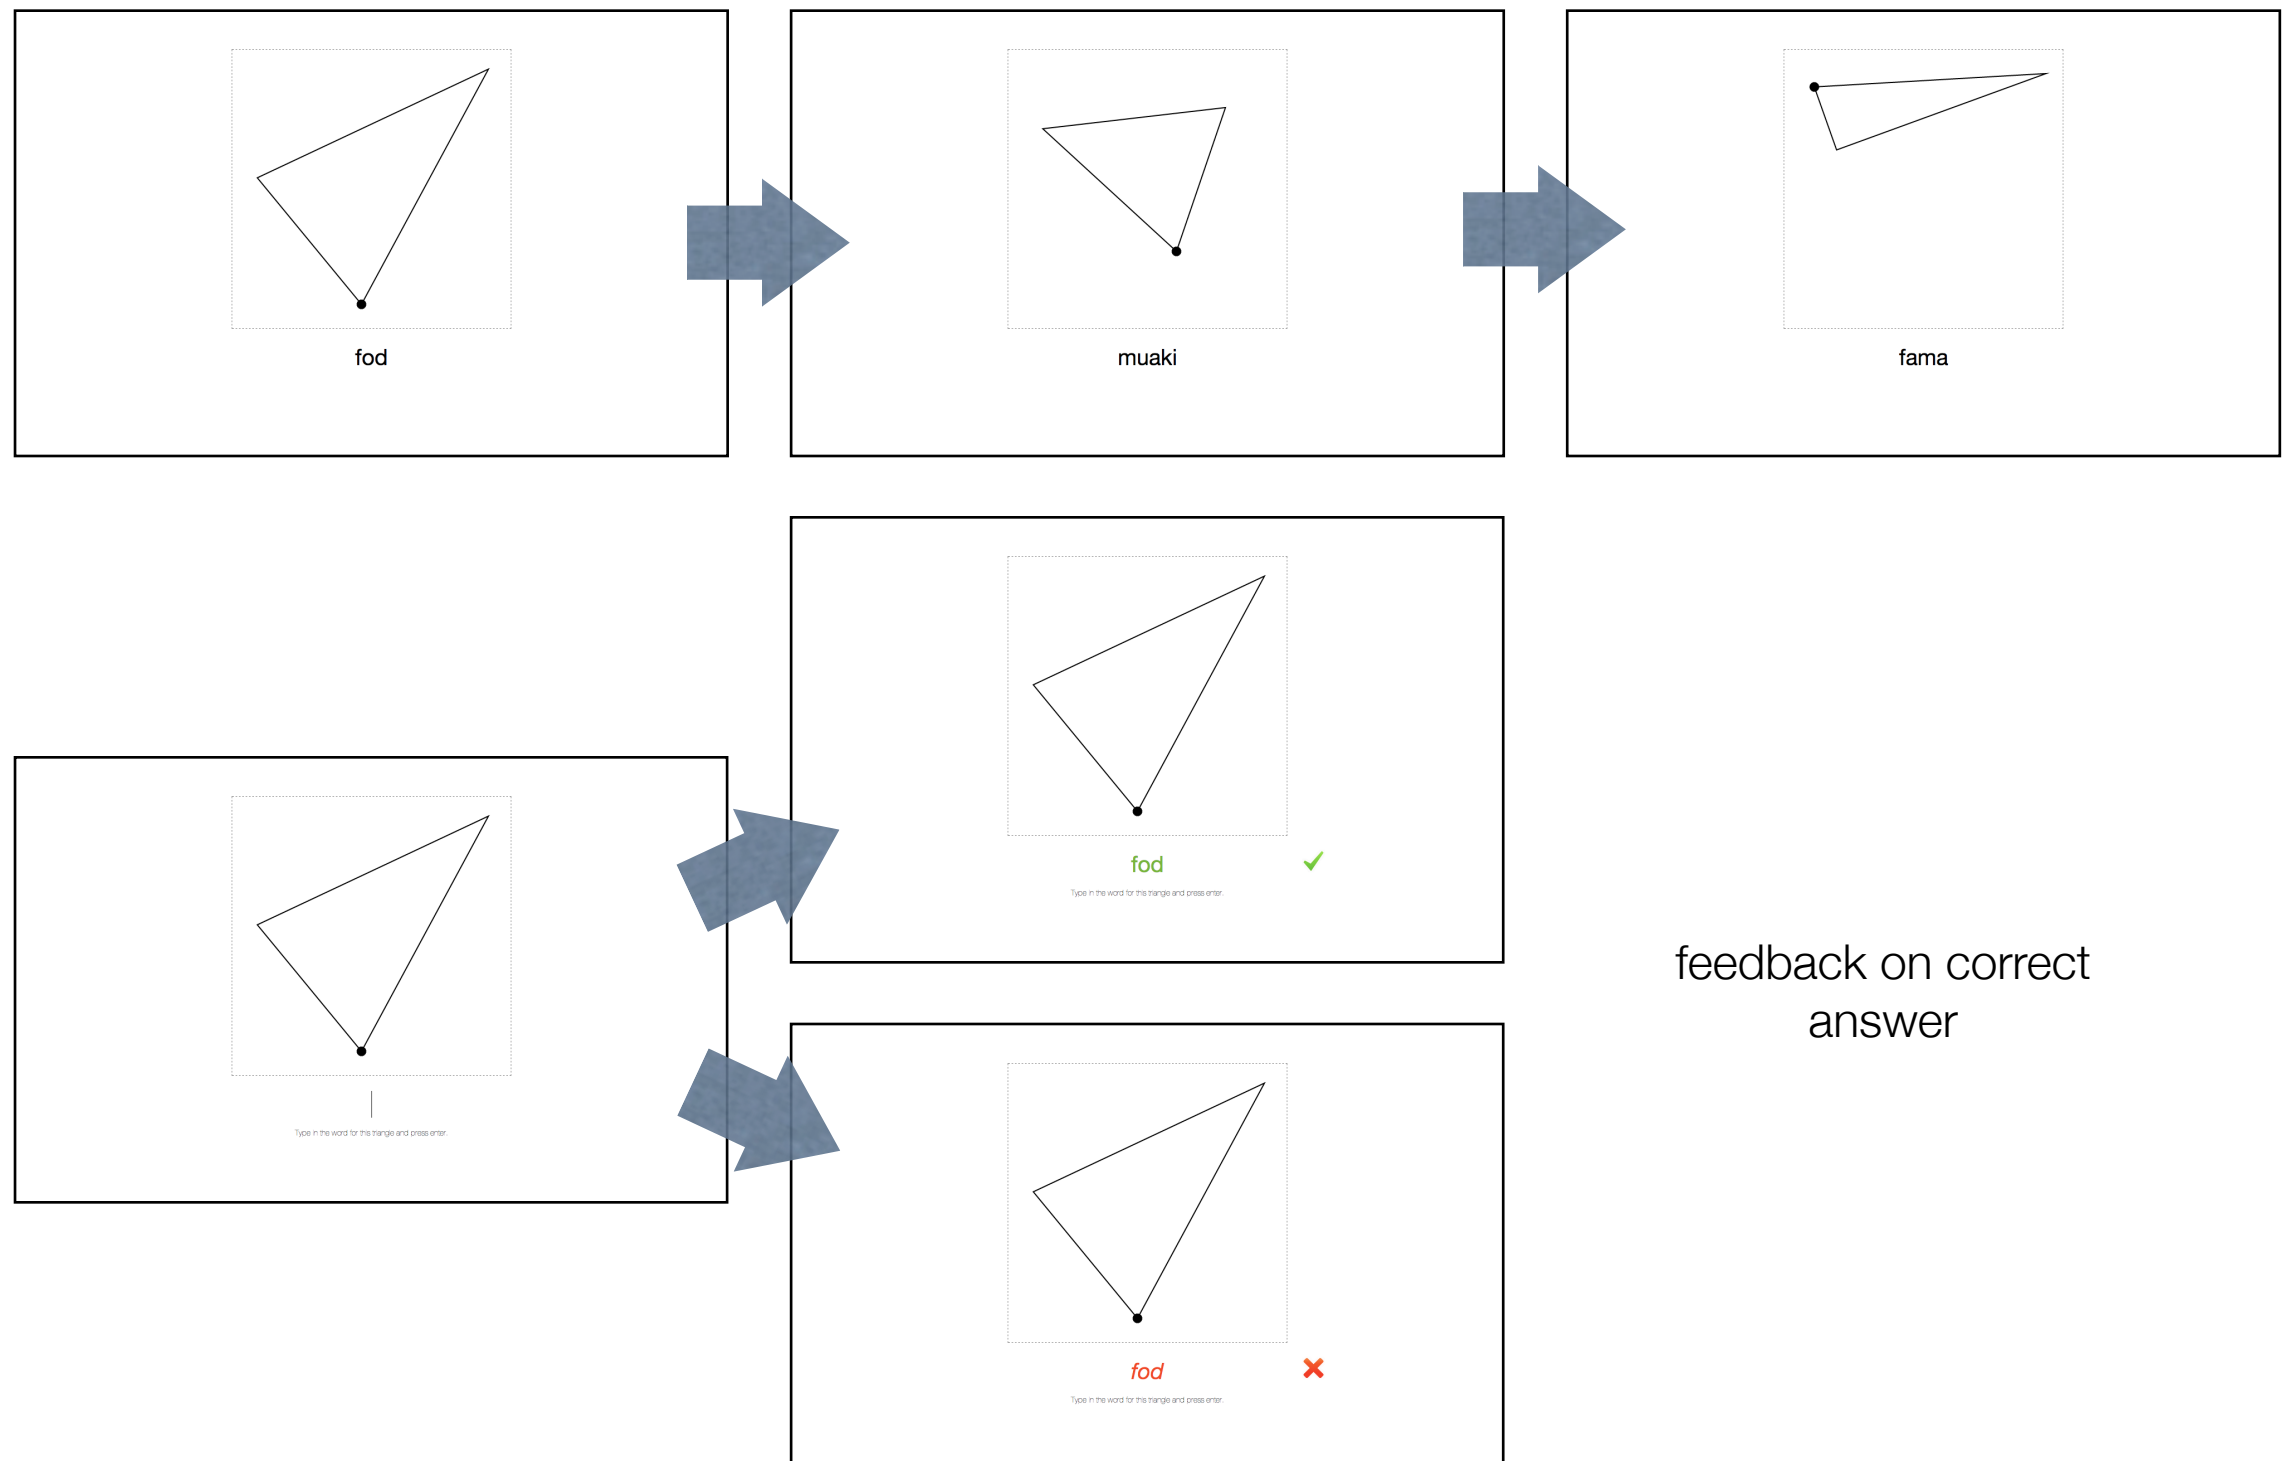 fod
muaki
fama
fod
Type in the word for this triangle and press enter.
feedback on correct
answer
Type in the word for this triangle and press enter.
fod
Type in the word for this triangle and press enter.